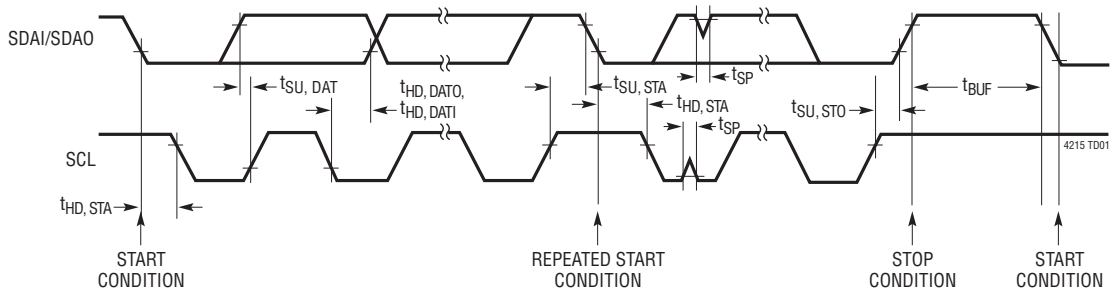 SDAI/SDAO
tSU, DAT
tHD, DATO,
tHD, DATI
tSU, STA
tHD, STA
tSP
tSP
tSU, STO
tBUF
SCL
4215 TD01
tHD, STA
START
CONDITION
REPEATED START
CONDITION
STOP
CONDITION
START
CONDITION